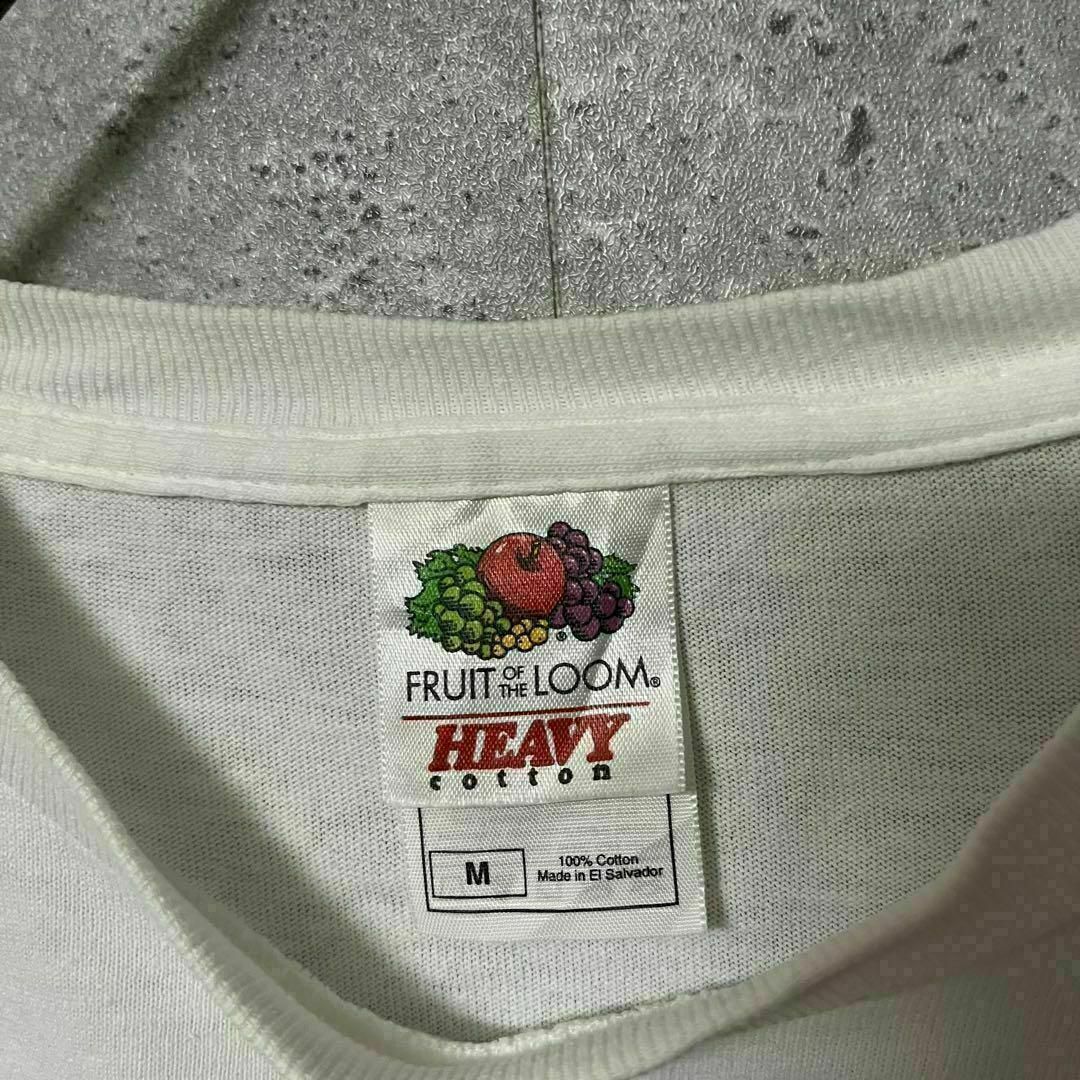 ®
FRUIT OF THE LOOM®
HEAVY
cotton
M
100% Cotton
Made in El Salvador